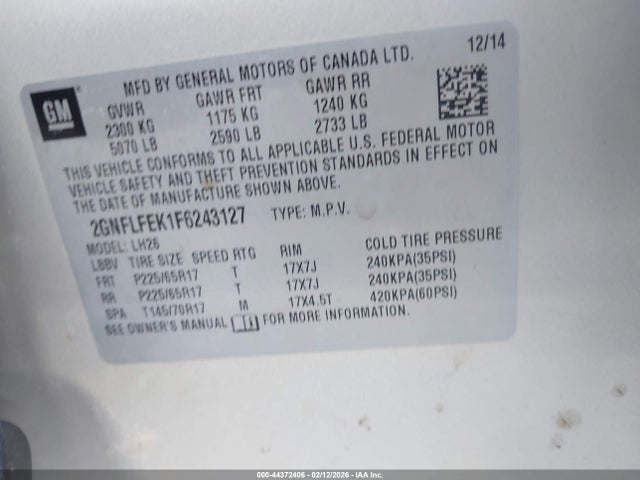 GM
12/14
MFD BY GENERAL MOTORS OF CANADA LTD.
GVWR GAWR FRT GAWR RR
2300 KG 1175 KG 1240 KG
5070 LB 2590 LB 2733 LB
THIS VEHICLE CONFORMS TO ALL APPLICABLE U.S. FEDERAL MOTOR
VEHICLE SAFETY AND THEFT PREVENTION STANDARDS IN EFFECT ON
THE DATE OF MANUFACTURE SHOWN ABOVE.
2GNFLFEK1F6243127 TYPE: M.P.V.
MODEL: LH26
LBBV TIRE SIZE SPEED RTG RIM COLD TIRE PRESSURE
FRT P225/65R17 T 17X7J 240KPA(35PSI)
RR P225/65R17 T 17X7J 240KPA(35PSI)
SPA T145/70R17 M 17X4.5T 420KPA(60PSI)
SEE OWNER'S MANUAL FOR MORE INFORMATION.
000-44372406 - 02/12/2026 - IAA Inc.